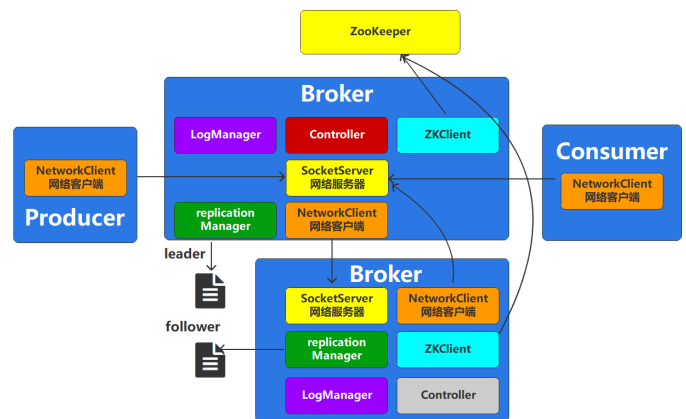 ZooKeeper
Broker
LogManager
Controller
ZKClient
NetworkClient
网络客户端
Producer
SocketServer
网络服务器
Consumer
NetworkClient
网络客户端
replication
Manager
NetworkClient
网络客户端
leader
Broker
SocketServer
网络服务器
NetworkClient
网络客户端
follower
replication
Manager
ZKClient
LogManager
Controller